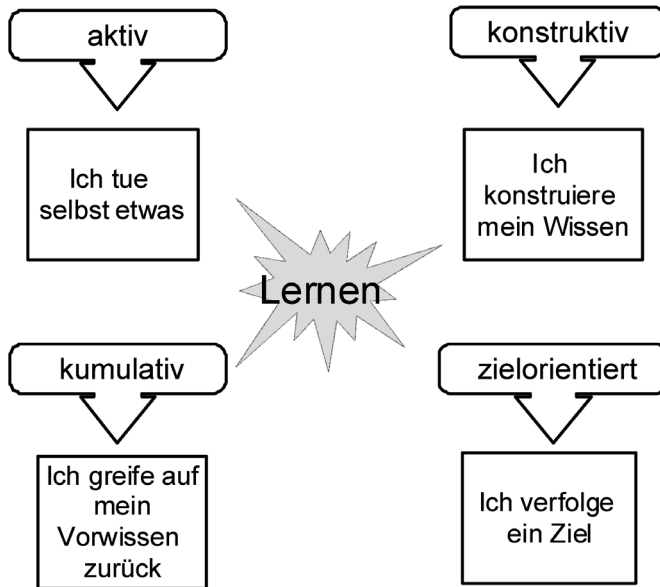 aktiv
Ich tue
selbst etwas
konstruktiv
Ich
konstruiere
mein Wissen
Lernen
kumulativ
Ich greife auf
mein
Vorwissen
zurück
zielorientiert
Ich verfolge
ein Ziel